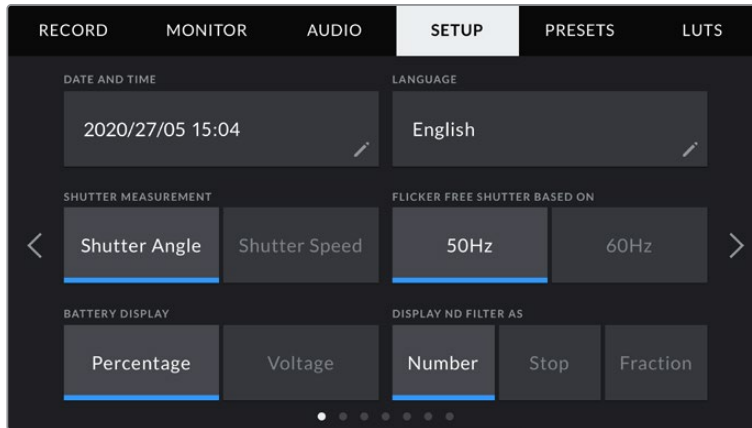 RECORD MONITOR AUDIO SETUP PRESETS LUTS
DATE AND TIME LANGUAGE
2020/27/05 15:04 English
SHUTTER MEASUREMENT FLICKER FREE SHUTTER BASED ON
Shutter Angle Shutter Speed 50Hz 60Hz
BATTERY DISPLAY DISPLAY ND FILTER AS
Percentage Voltage Number Stop Fraction